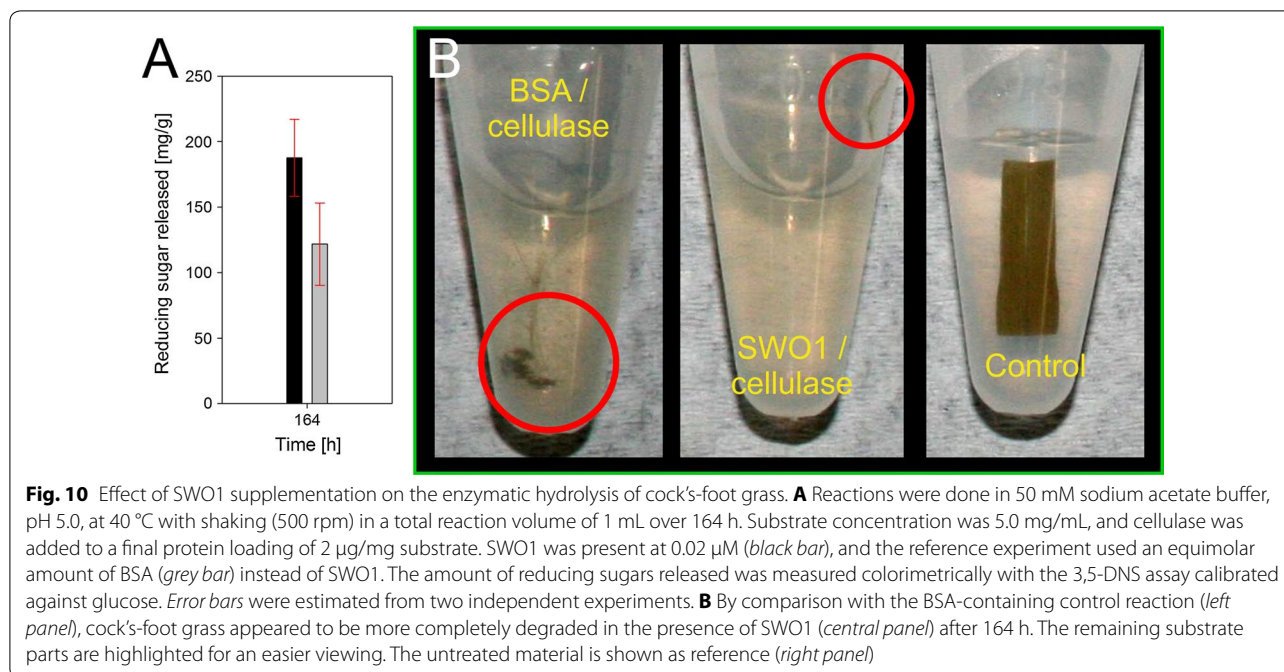 A
250
200
150
100
50
0
Reducing sugar released [mg/g]
164
Time [h]
B
BSA /
cellulase
SWO1 /
cellulase
Control
Fig. 10 Effect of SWO1 supplementation on the enzymatic hydrolysis of cock's-foot grass. A Reactions were done in 50 mM sodium acetate buffer,
pH 5.0, at 40 °C with shaking (500 rpm) in a total reaction volume of 1 mL over 164 h. Substrate concentration was 5.0 mg/mL, and cellulase was
added to a final protein loading of 2 µg/mg substrate. SWO1 was present at 0.02 µM (black bar), and the reference experiment used an equimolar
amount of BSA (grey bar) instead of SWO1. The amount of reducing sugars released was measured colorimetrically with the 3,5-DNS assay calibrated
against glucose. Error bars were estimated from two independent experiments. B By comparison with the BSA-containing control reaction (left
panel), cock's-foot grass appeared to be more completely degraded in the presence of SWO1 (central panel) after 164 h. The remaining substrate
parts are highlighted for an easier viewing. The untreated material is shown as reference (right panel)